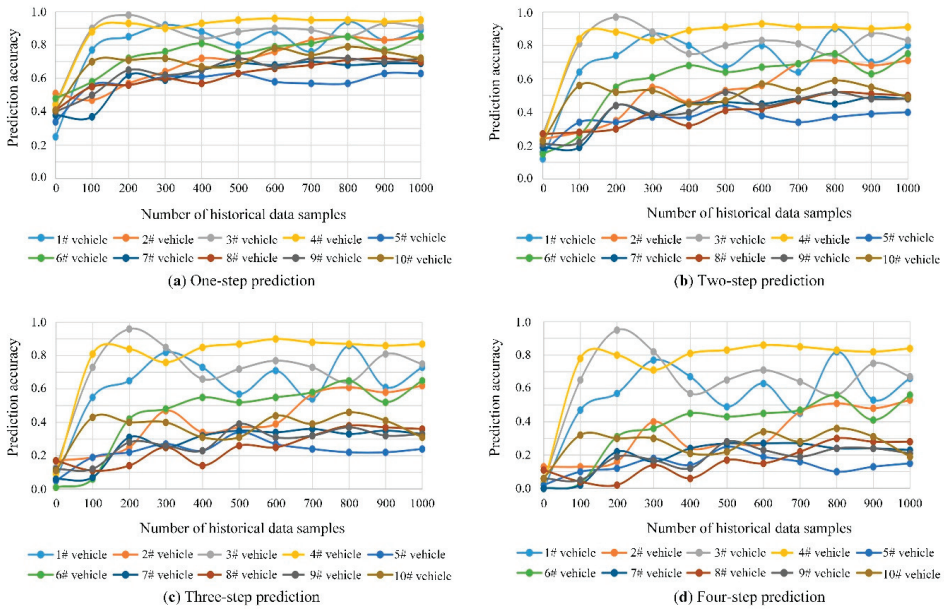 Prediction accuracy
1.0
0.8
0.6
0.4
0.2
0.0
0 100 200 300 400 500 600 700 800 900 1000
Number of historical data samples
1# vehicle 2# vehicle 3# vehicle 4# vehicle 5# vehicle
6# vehicle 7# vehicle 8# vehicle 9# vehicle 10# vehicle
(a) One-step prediction
Prediction accuracy
1.0
0.8
0.6
0.4
0.2
0.0
0 100 200 300 400 500 600 700 800 900 1000
Number of historical data samples
1# vehicle 2# vehicle 3# vehicle 4# vehicle 5# vehicle
6# vehicle 7# vehicle 8# vehicle 9# vehicle 10# vehicle
(b) Two-step prediction
Prediction accuracy
1.0
0.8
0.6
0.4
0.2
0.0
0 100 200 300 400 500 600 700 800 900 1000
Number of historical data samples
1# vehicle 2# vehicle 3# vehicle 4# vehicle 5# vehicle
6# vehicle 7# vehicle 8# vehicle 9# vehicle 10# vehicle
(c) Three-step prediction
Prediction accuracy
1.0
0.8
0.6
0.4
0.2
0.0
0 100 200 300 400 500 600 700 800 900 1000
Number of historical data samples
1# vehicle 2# vehicle 3# vehicle 4# vehicle 5# vehicle
6# vehicle 7# vehicle 8# vehicle 9# vehicle 10# vehicle
(d) Four-step prediction